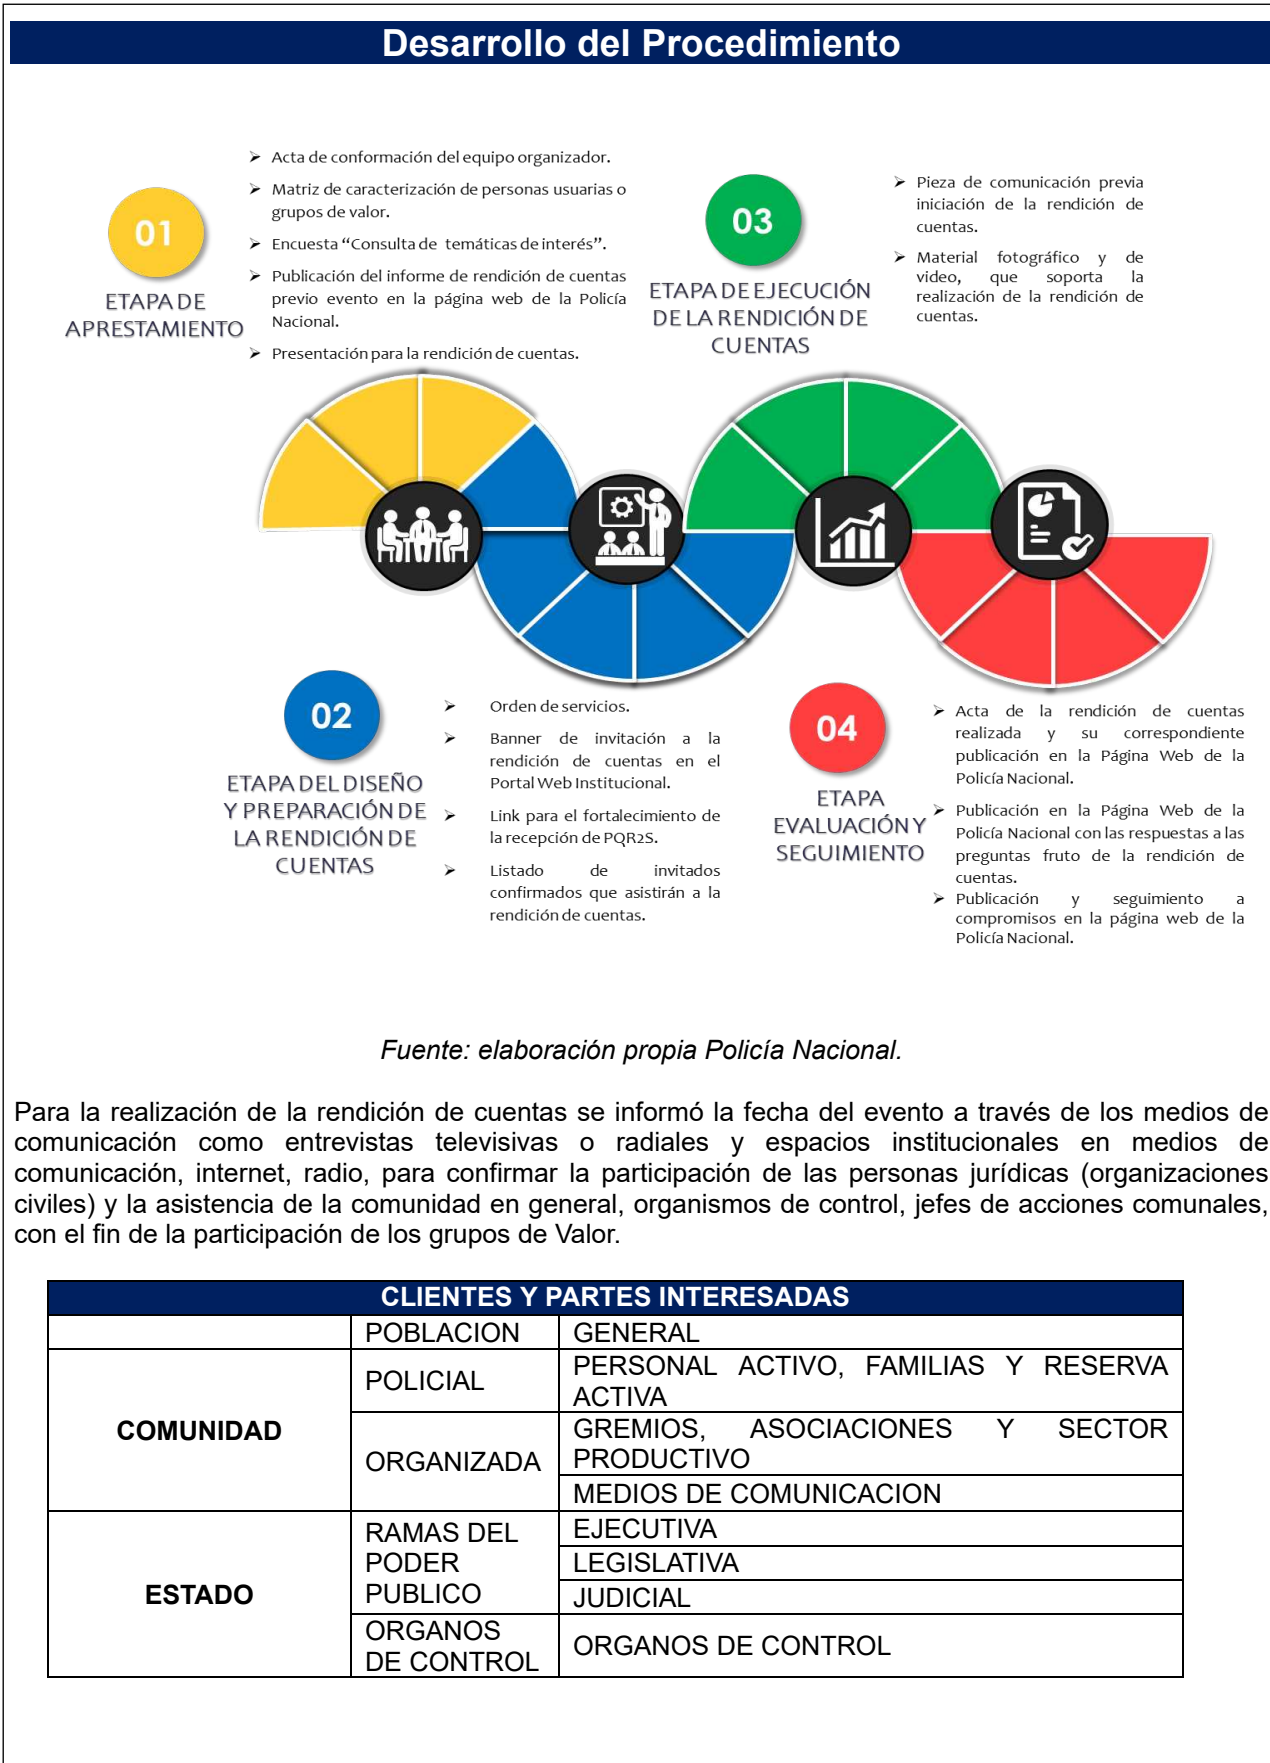 Desarrollo del Procedimiento
01
ETAPA DE
APRESTAMIENTO
➢ Acta de conformación del equipo organizador.
➢ Matriz de caracterización de personas usuarias o
grupos de valor.
➢ Encuesta “Consulta de temáticas de interés”.
➢ Publicación del informe de rendición de cuentas
previo evento en la página web de la Policía
Nacional.
➢ Presentación para la rendición de cuentas.
03
ETAPA DE EJECUCIÓN
DE LA RENDICIÓN DE
CUENTAS
➢ Pieza de comunicación previa
iniciación de la rendición de
cuentas.
➢ Material fotográfico y de
video, que soporta la
realización de la rendición de
cuentas.
02
ETAPA DEL DISEÑO
Y PREPARACIÓN DE
LA RENDICIÓN DE
CUENTAS
➢ Orden de servicios.
➢ Banner de invitación a la
rendición de cuentas en el
Portal Web Institucional.
➢ Link para el fortalecimiento de
la recepción de PQR2S.
➢ Listado de invitados
confirmados que asistirán a la
rendición de cuentas.
04
ETAPA
EVALUACIÓN Y
SEGUIMIENTO
➢ Acta de la rendición de cuentas
realizada y su correspondiente
publicación en la Página Web de la
Policía Nacional.
➢ Publicación en la Página Web de la
Policía Nacional con las respuestas a las
preguntas fruto de la rendición de
cuentas.
➢ Publicación y seguimiento a
compromisos en la página web de la
Policía Nacional.
Fuente: elaboración propia Policía Nacional.
Para la realización de la rendición de cuentas se informó la fecha del evento a través de los medios de
comunicación como entrevistas televisivas o radiales y espacios institucionales en medios de
comunicación, internet, radio, para confirmar la participación de las personas jurídicas (organizaciones
civiles) y la asistencia de la comunidad en general, organismos de control, jefes de acciones comunales,
con el fin de la participación de los grupos de Valor.
CLIENTES Y PARTES INTERESADAS
POBLACION GENERAL
COMUNIDAD
POLICIAL
PERSONAL ACTIVO, FAMILIAS Y RESERVA
ACTIVA
ORGANIZADA
GREMIOS, ASOCIACIONES Y SECTOR
PRODUCTIVO
MEDIOS DE COMUNICACION
ESTADO
RAMAS DEL
PODER
PUBLICO
EJECUTIVA
LEGISLATIVA
JUDICIAL
ORGANOS
DE CONTROL
ORGANOS DE CONTROL